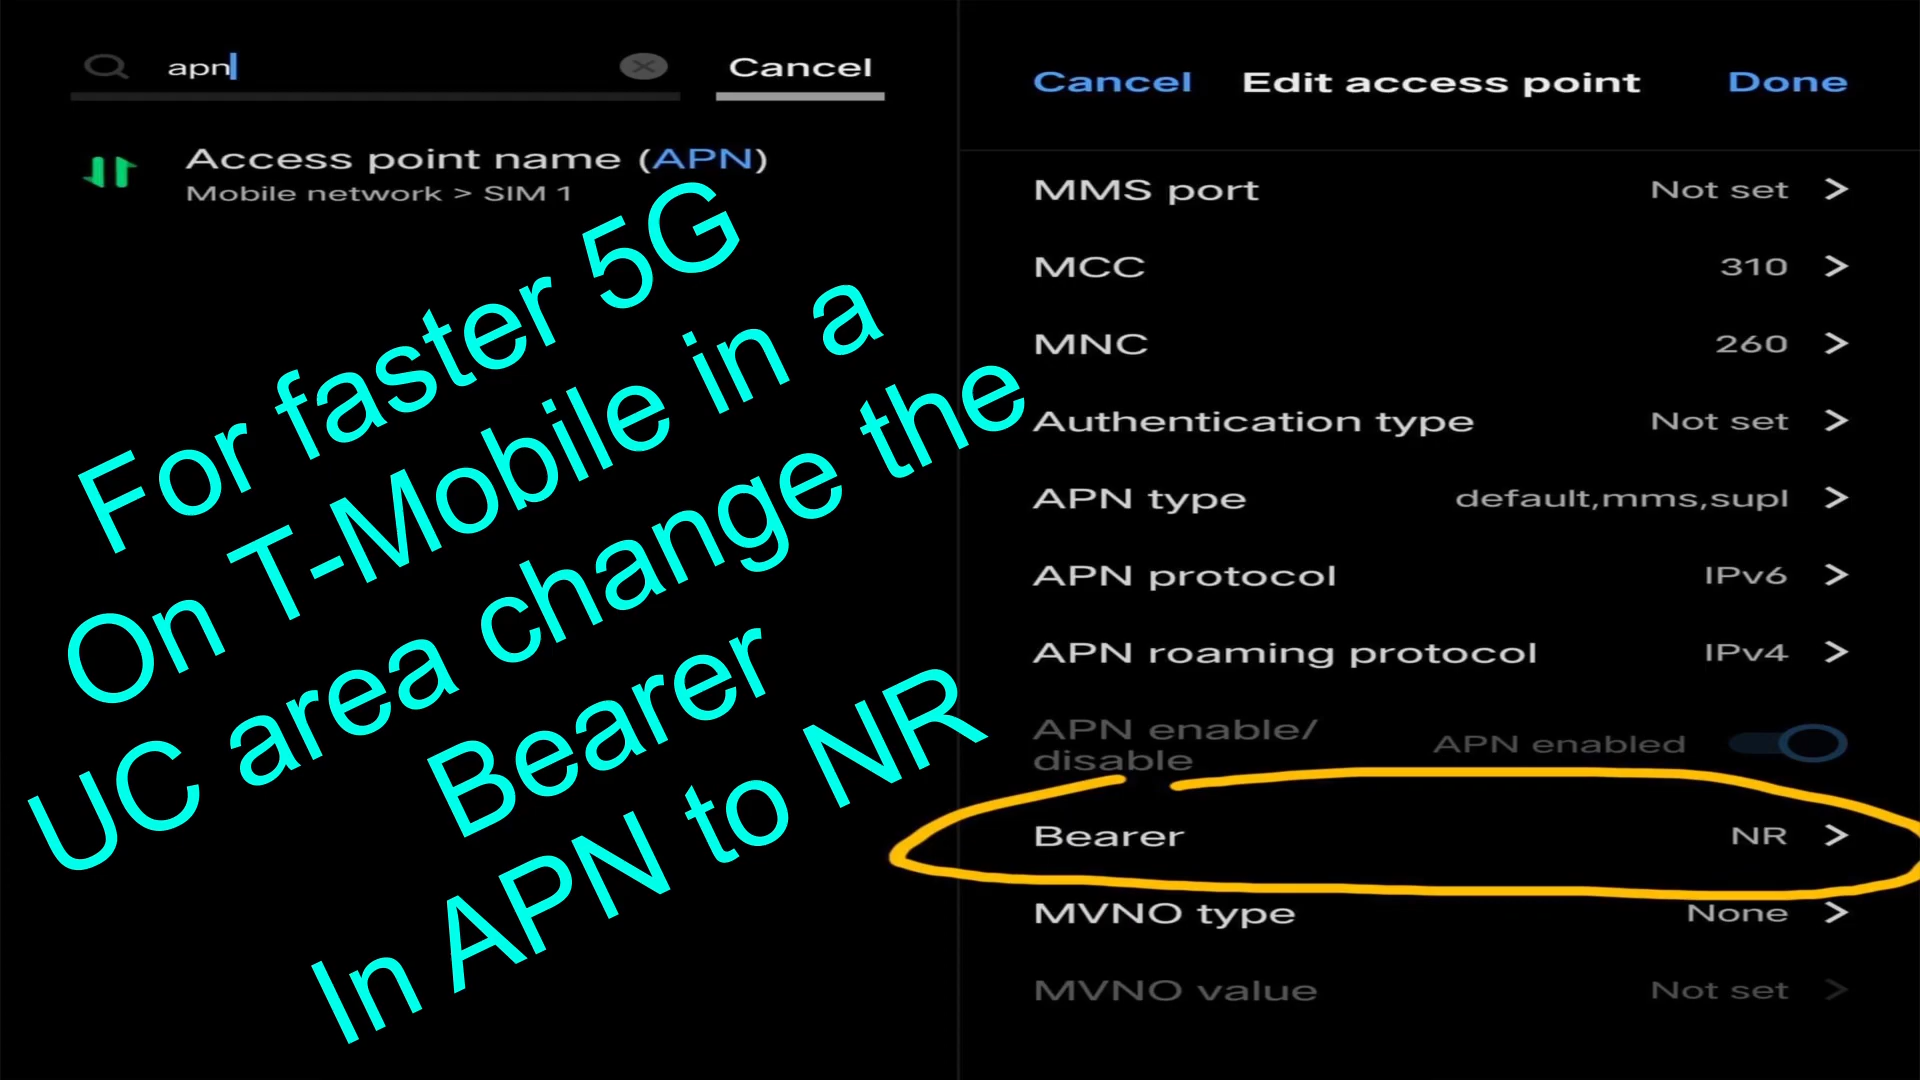 apn
Cancel
Access point name (APN)
Mobile network > SIM 1
For faster 5G
On T-Mobile in a
UC area change the
Bearer
In APN to NR
Cancel Edit access point Done
MMS port Not set
MCC 310
MNC 260
Authentication type Not set
APN type default,mms,supl
APN protocol IPv6
APN roaming protocol IPv4
APN enable/
disable APN enabled
Bearer NR
MVNO type None
MVNO value Not set